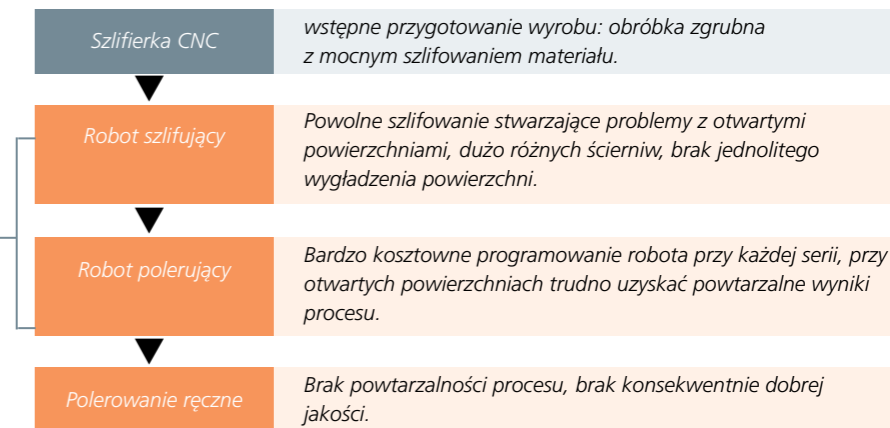 Szlifierka CNC
wstępne przygotowanie wyrobu: obróbka zgrubna
z mocnym szlifowaniem materiału.
Robot szlifujący
Powolne szlifowanie stwarzające problemy z otwartymi
powierzchniami, dużo różnych ścierniw, brak jednolitego
wygładzenia powierzchni.
Robot polerujący
Bardzo kosztowne programowanie robota przy każdej serii, przy
otwartych powierzchniach trudno uzyskać powtarzalne wyniki
procesu.
Polerowanie ręczne
Brak powtarzalności procesu, brak konsekwentnie dobrej
jakości.